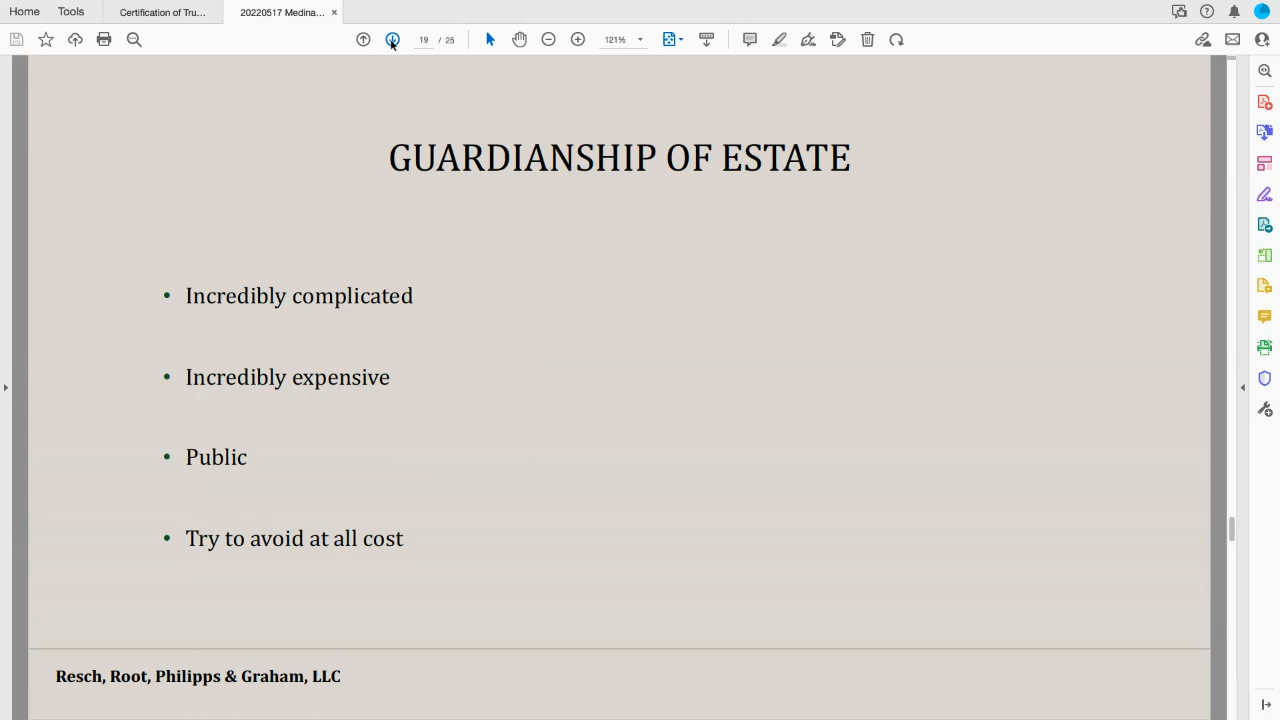 Home
Tools
Certification of Tru...
20220517 Medina...
19 / 25
121%
GUARDIANSHIP OF ESTATE
• Incredibly complicated
• Incredibly expensive
• Public
• Try to avoid at all cost
Resch, Root, Philipps & Graham, LLC